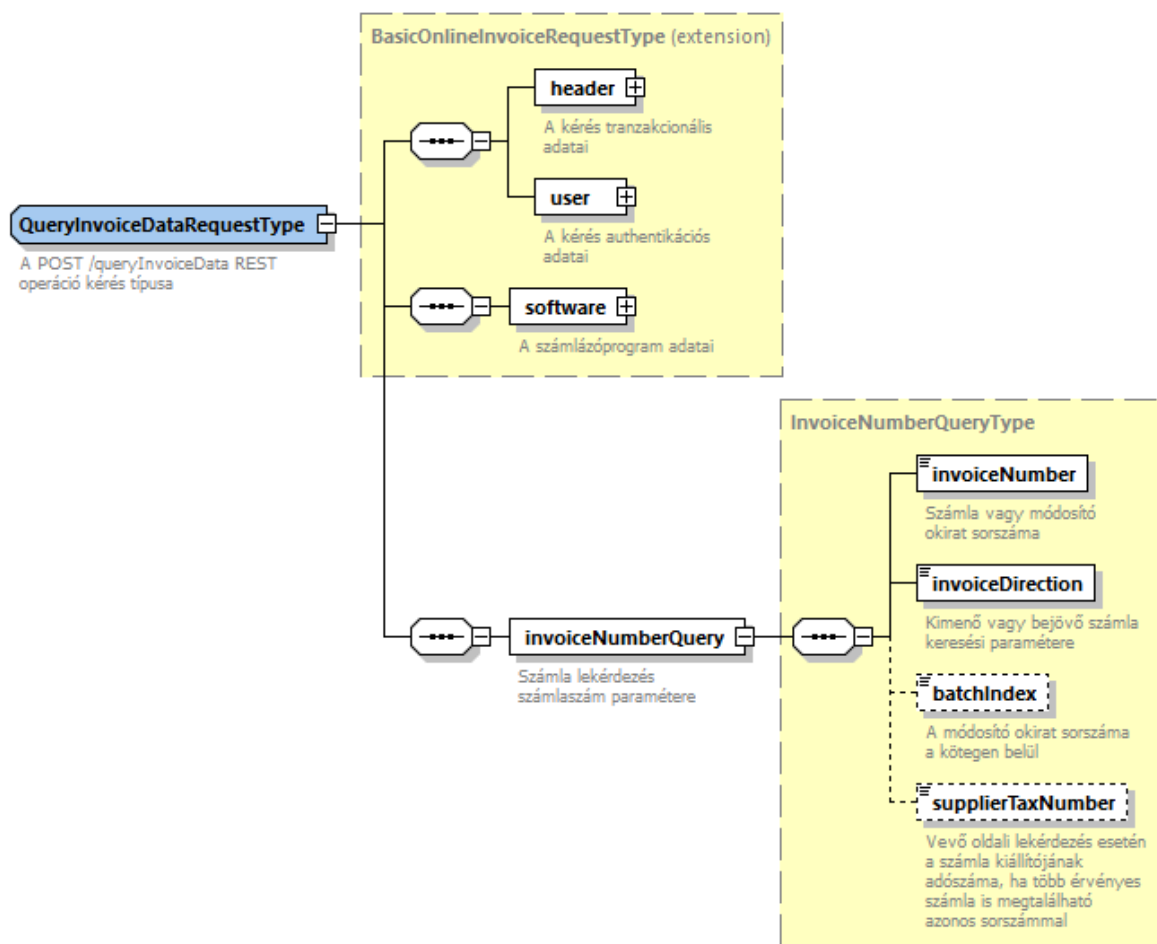 BasicOnlineInvoiceRequestType (extension)
header
A kérés tranzakcionális
adatai
user
A kérés authentikációs
adatai
QueryInvoiceDataRequestType
A POST /queryInvoiceData REST
operáció kérés típusa
software
A számlázóprogram adatai
InvoiceNumberQueryType
invoiceNumber
Számla vagy módosító
okirat sorszáma
invoiceDirection
Kimenő vagy bejövő számla
keresési paramétere
invoiceNumberQuery
Számla lekérdezés
számlaszám paramétere
batchIndex
A módosító okirat sorszáma
a kötegen belül
supplierTaxNumber
Vevő oldali lekérdezés esetén
a számla kiállítójának
adószáma, ha több érvényes
számla is megtalálható
azonos sorszámmal